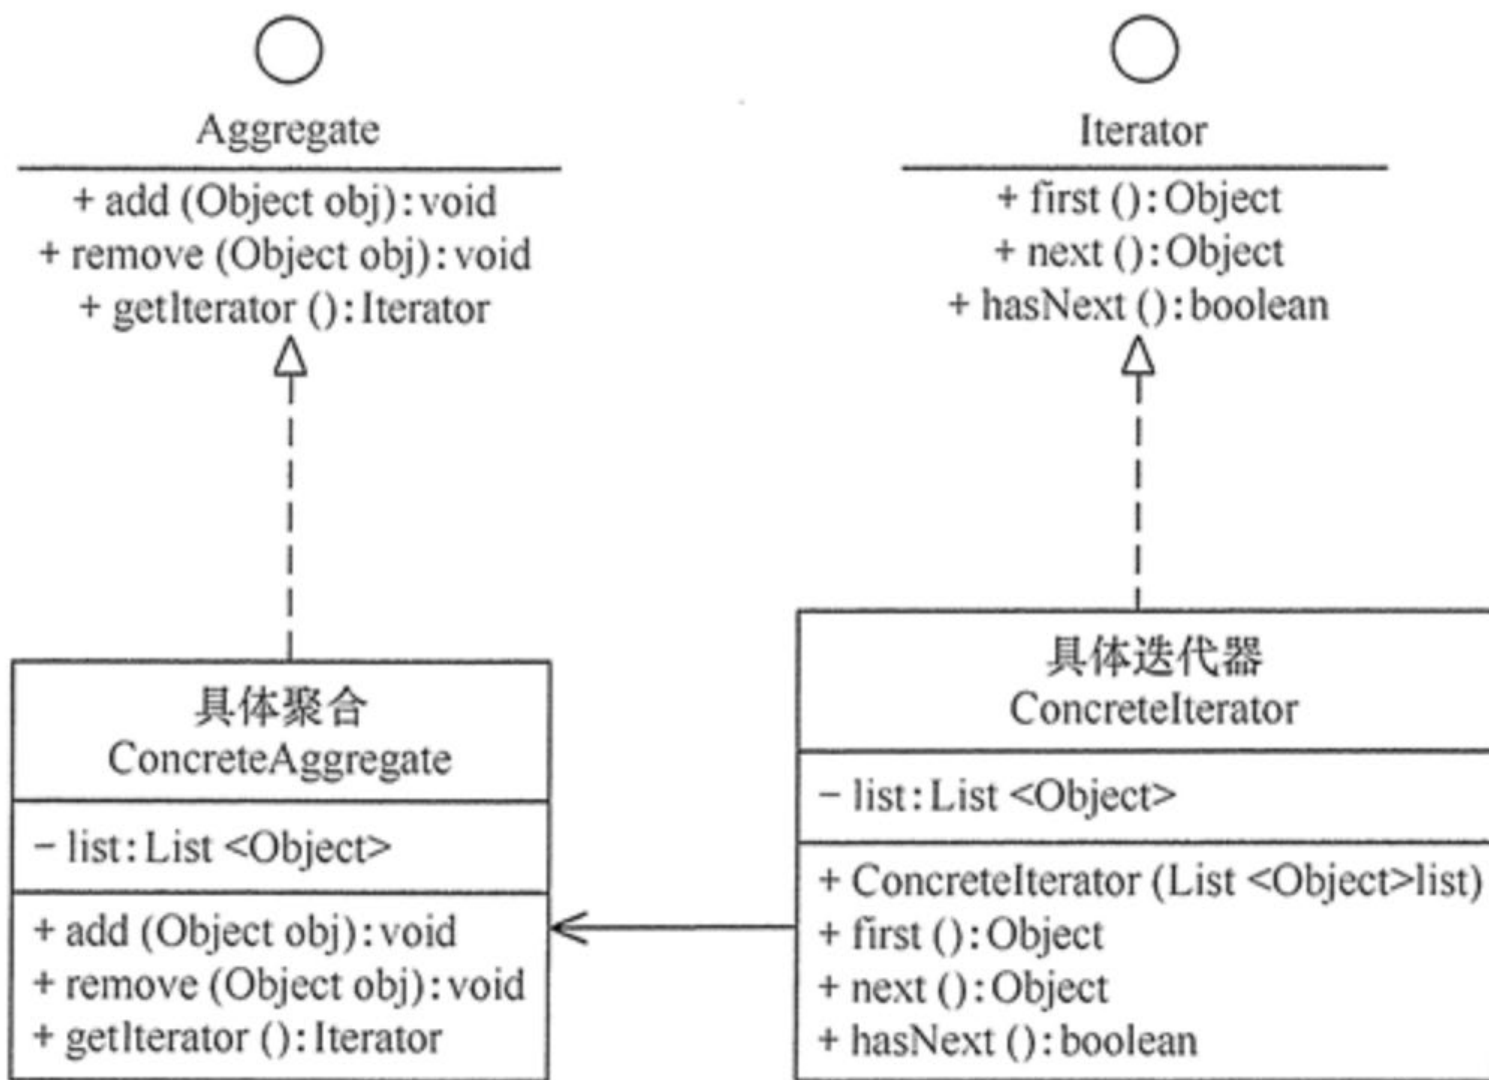 Aggregate
+ add (Object obj):void
+ remove (Object obj):void
+ getIterator ():Iterator
Iterator
+ first ():Object
+ next ():Object
+ hasNext ():boolean
具体聚合
ConcreteAggregate
− list:List <Object>
+ add (Object obj):void
+ remove (Object obj):void
+ getIterator ():Iterator
具体迭代器
ConcreteIterator
− list:List <Object>
+ ConcreteIterator (List <Object>list)
+ first ():Object
+ next ():Object
+ hasNext ():boolean